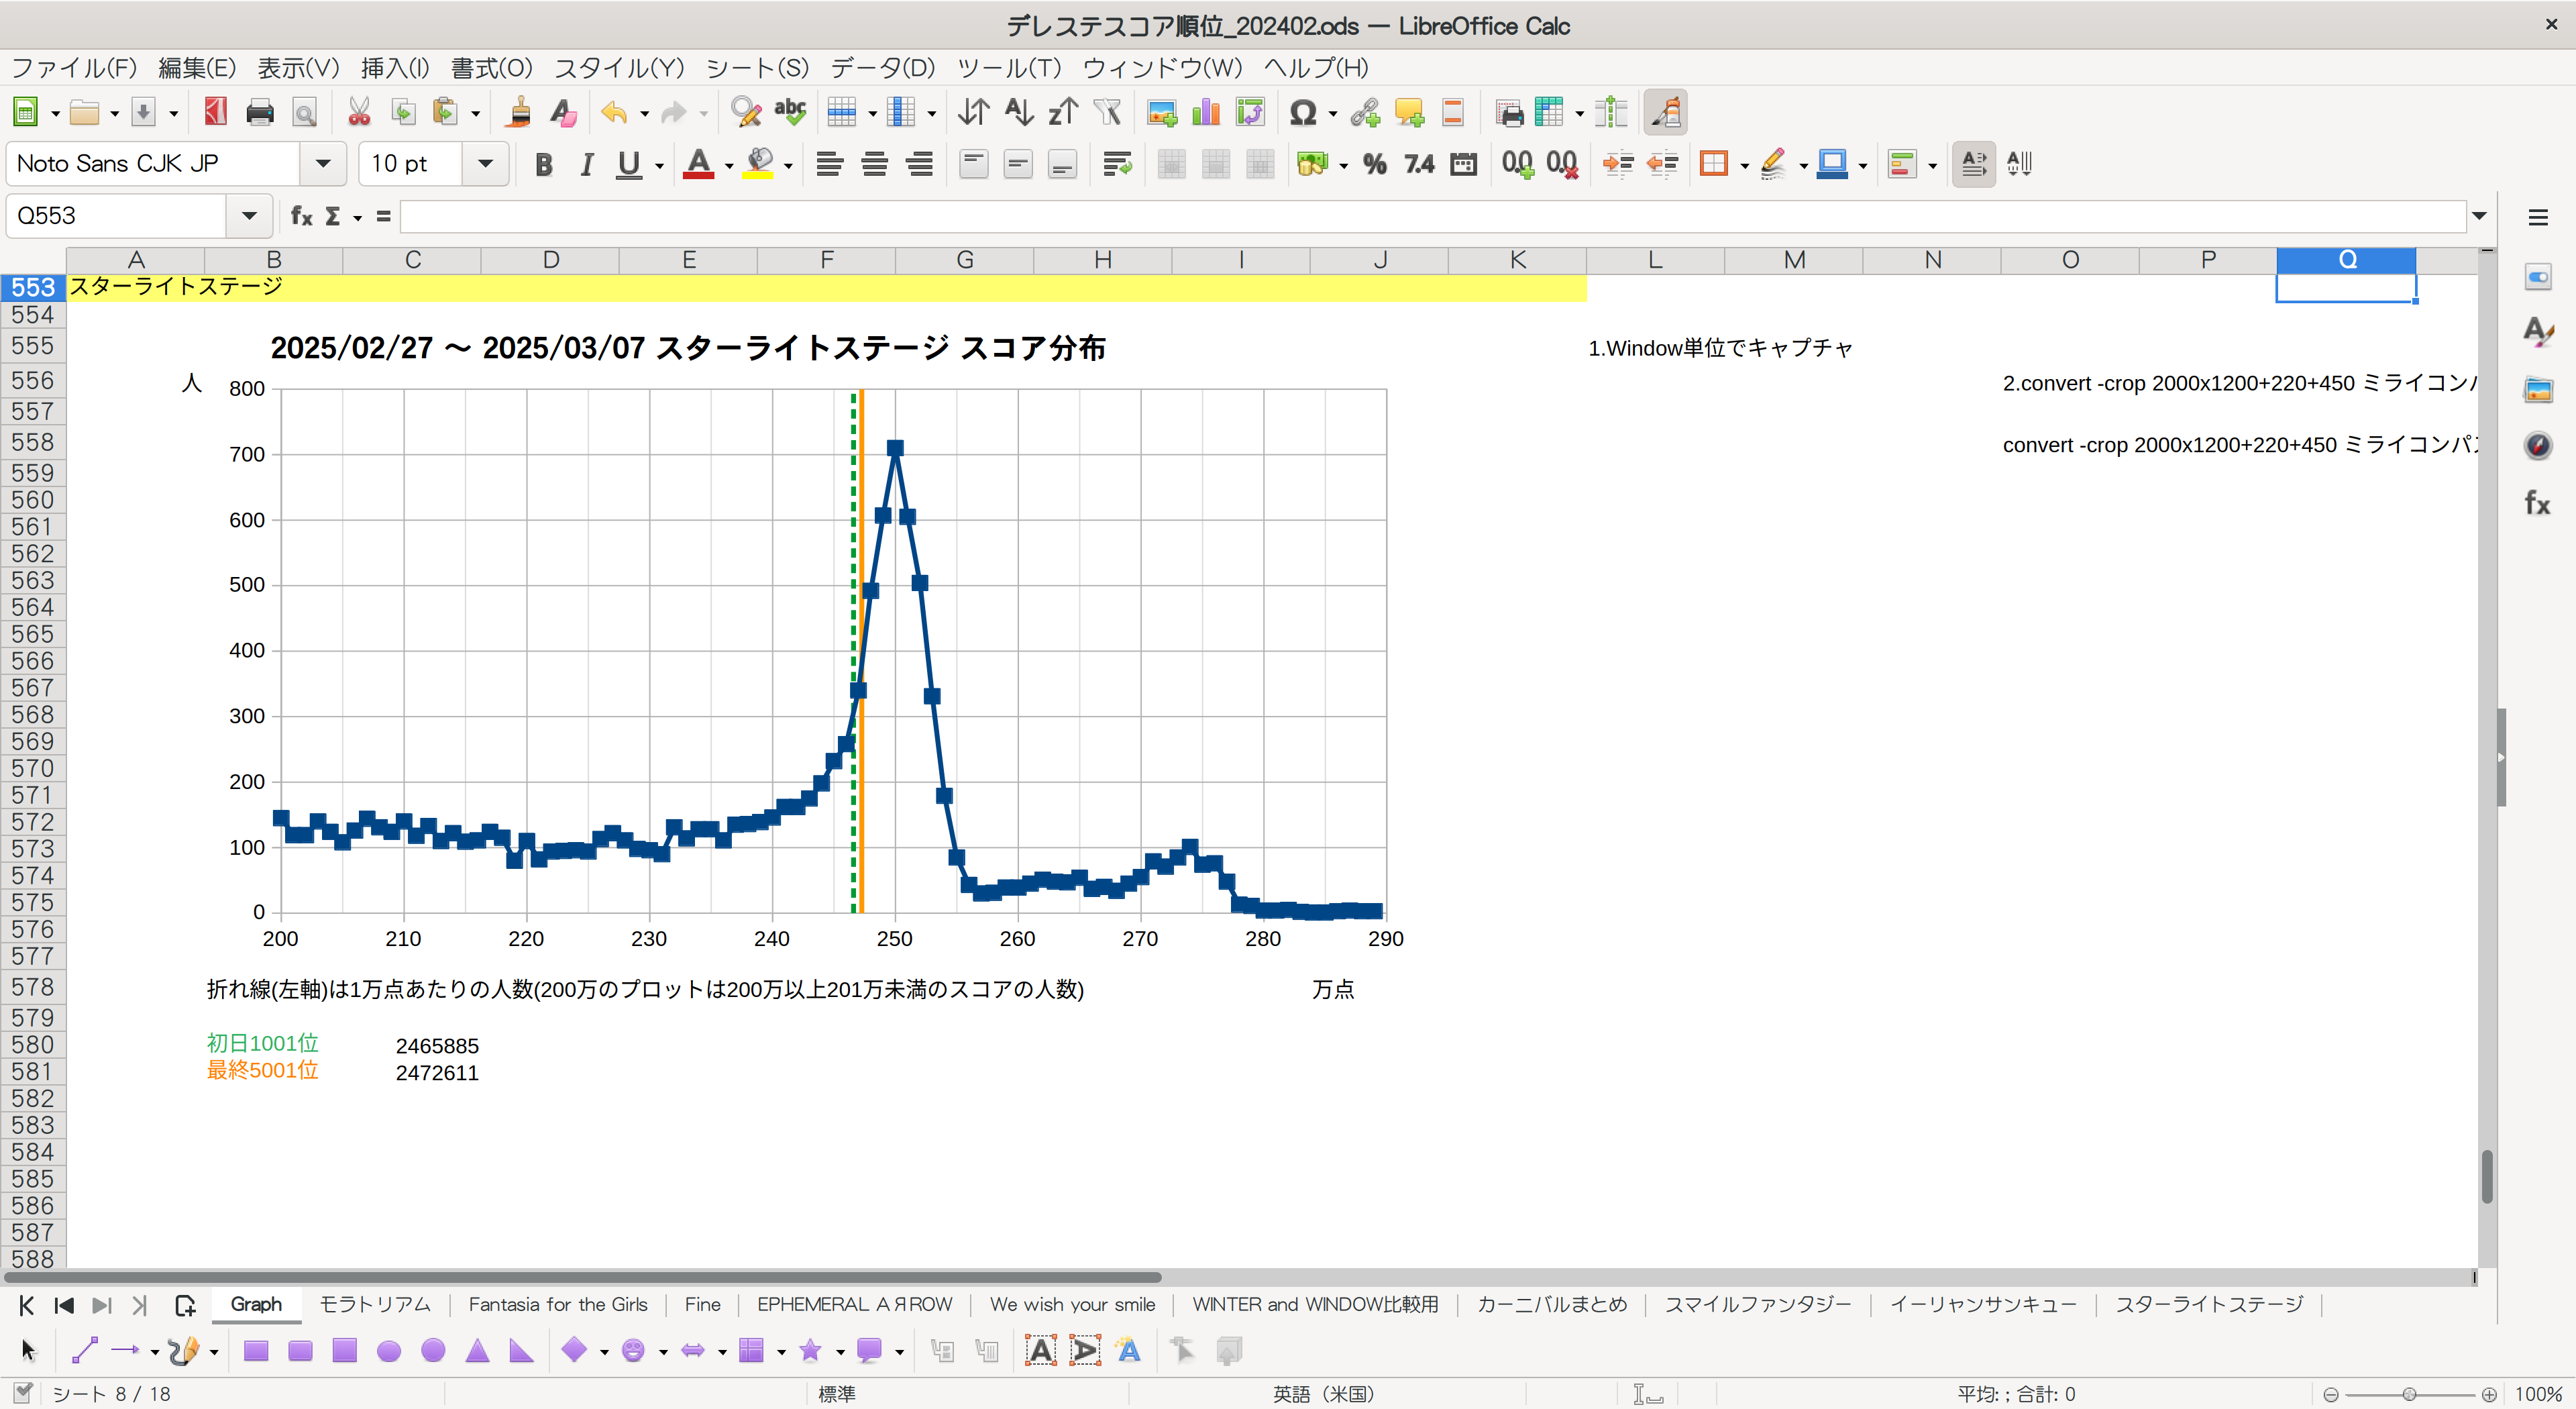 デレステスコア順位_202402.ods — LibreOffice Calc
ファイル(F) 編集(E) 表示(V) 挿入(I) 書式(O) スタイル(Y) シート(S) データ(D) ツール(T) ウィンドウ(W) ヘルプ(H)
Noto Sans CJK JP 10 pt
Q553
A B C D E F G H I J K L M N O P Q
553 スターライトステージ
554
555 2025/02/27 〜 2025/03/07 スターライトステージ スコア分布 1.Window単位でキャプチャ
556 人 2.convert -crop 2000x1200+220+450 ミライコン
557
558 convert -crop 2000x1200+220+450 ミライコンパ
559
560
561
562
563
564
565
566
567
568
569
570
571
572
573
574
575
576
577
800
700
600
500
400
300
200
100
0
200 210 220 230 240 250 260 270 280 290
578 折れ線(左軸)は1万点あたりの人数(200万のプロットは200万以上201万未満のスコアの人数) 万点
579
580 初日1001位 2465885
581 最終5001位 2472611
582
583
584
585
586
587
588
Graph モラトリアム Fantasia for the Girls Fine EPHEMERAL AЯROW We wish your smile WINTER and WINDOW比較用 カーニバルまとめ スマイルファンタジー イーリャンサンキュー スターライトステージ
シート 8 / 18 標準 英語（米国） 平均: ; 合計: 0 100%